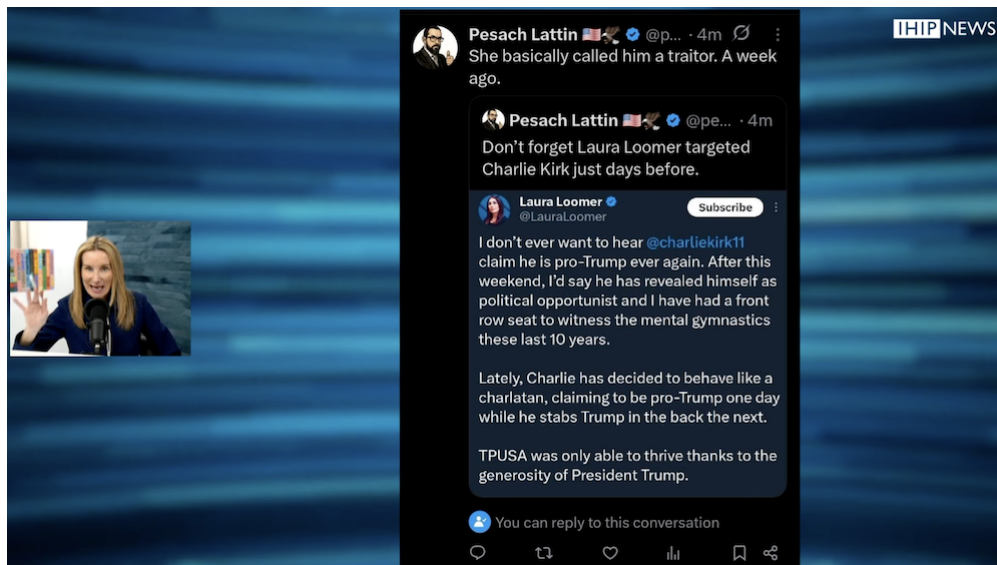 IHIP NEWS
Pesach Lattin 🇺🇸🦅 @p... · 4m
She basically called him a traitor. A week
ago.
Pesach Lattin 🇺🇸🦅 @pe... · 4m
Don’t forget Laura Loomer targeted
Charlie Kirk just days before.
Laura Loomer
@LauraLoomer
Subscribe
I don’t ever want to hear @charliekirk11
claim he is pro-Trump ever again. After this
weekend, I’d say he has revealed himself as
political opportunist and I have had a front
row seat to witness the mental gymnastics
these last 10 years.
Lately, Charlie has decided to behave like a
charlatan, claiming to be pro-Trump one day
while he stabs Trump in the back the next.
TPUSA was only able to thrive thanks to the
generosity of President Trump.
You can reply to this conversation